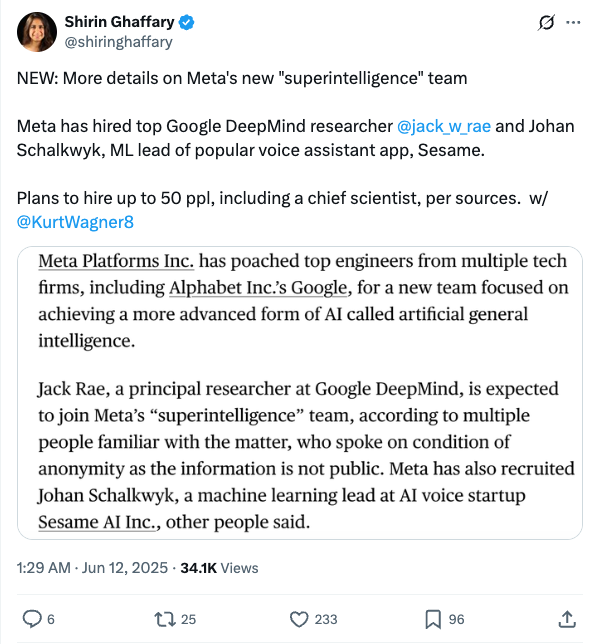 Shirin Ghaffary
@shiringhaffary
NEW: More details on Meta's new "superintelligence" team
Meta has hired top Google DeepMind researcher @jack_w_rae and Johan
Schalkwyk, ML lead of popular voice assistant app, Sesame.
Plans to hire up to 50 ppl, including a chief scientist, per sources.  w/
@KurtWagner8
Meta Platforms Inc. has poached top engineers from multiple tech
firms, including Alphabet Inc.’s Google, for a new team focused on
achieving a more advanced form of AI called artificial general
intelligence.
Jack Rae, a principal researcher at Google DeepMind, is expected
to join Meta’s “superintelligence” team, according to multiple
people familiar with the matter, who spoke on condition of
anonymity as the information is not public. Meta has also recruited
Johan Schalkwyk, a machine learning lead at AI voice startup
Sesame AI Inc., other people said.
1:29 AM · Jun 12, 2025 · 34.1K Views
6 25 233 96